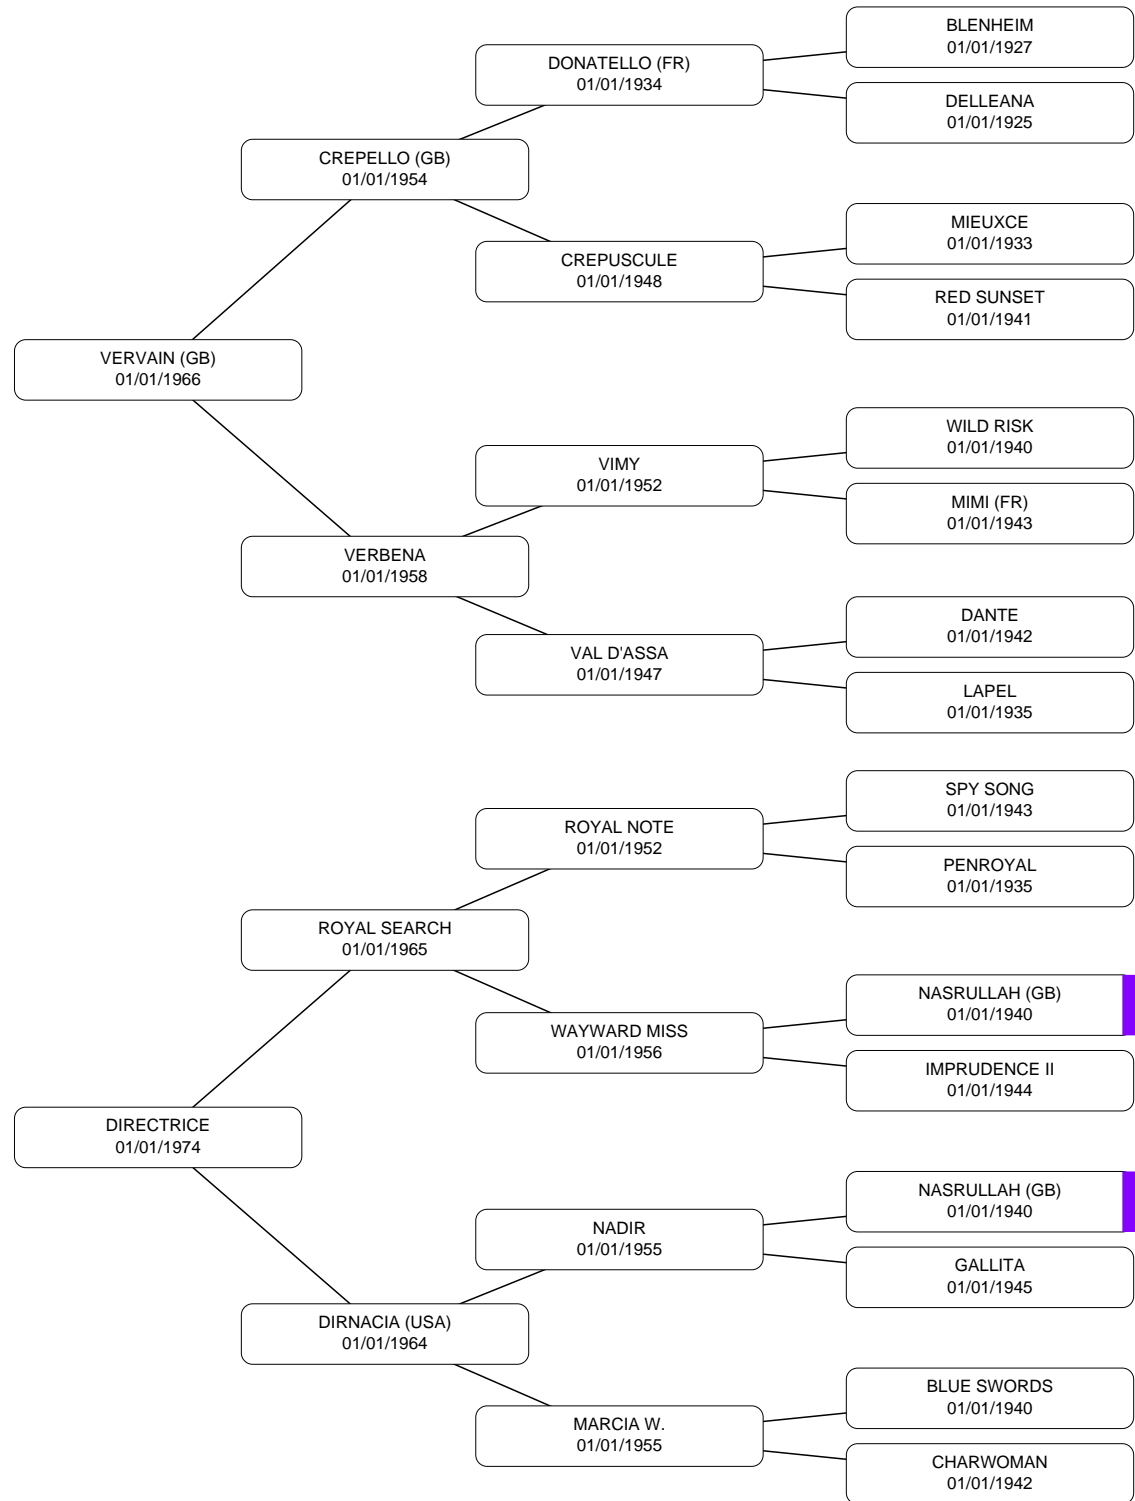 BLENHEIM
01/01/1927
DONATELLO (FR)
01/01/1934
DELLEANA
01/01/1925
CREPELLO (GB)
01/01/1954
MIEUXCE
01/01/1933
CREPUSCULE
01/01/1948
RED SUNSET
01/01/1941
VERVAIN (GB)
01/01/1966
WILD RISK
01/01/1940
VIMY
01/01/1952
MIMI (FR)
01/01/1943
VERBENA
01/01/1958
DANTE
01/01/1942
VAL D'ASSA
01/01/1947
LAPEL
01/01/1935
SPY SONG
01/01/1943
ROYAL NOTE
01/01/1952
PENROYAL
01/01/1935
ROYAL SEARCH
01/01/1965
NASRULLAH (GB)
01/01/1940
WAYWARD MISS
01/01/1956
IMPRUDENCE II
01/01/1944
DIRECTRICE
01/01/1974
NASRULLAH (GB)
01/01/1940
NADIR
01/01/1955
GALLITA
01/01/1945
DIRNACIA (USA)
01/01/1964
BLUE SWORDS
01/01/1940
MARCIA W.
01/01/1955
CHARWOMAN
01/01/1942